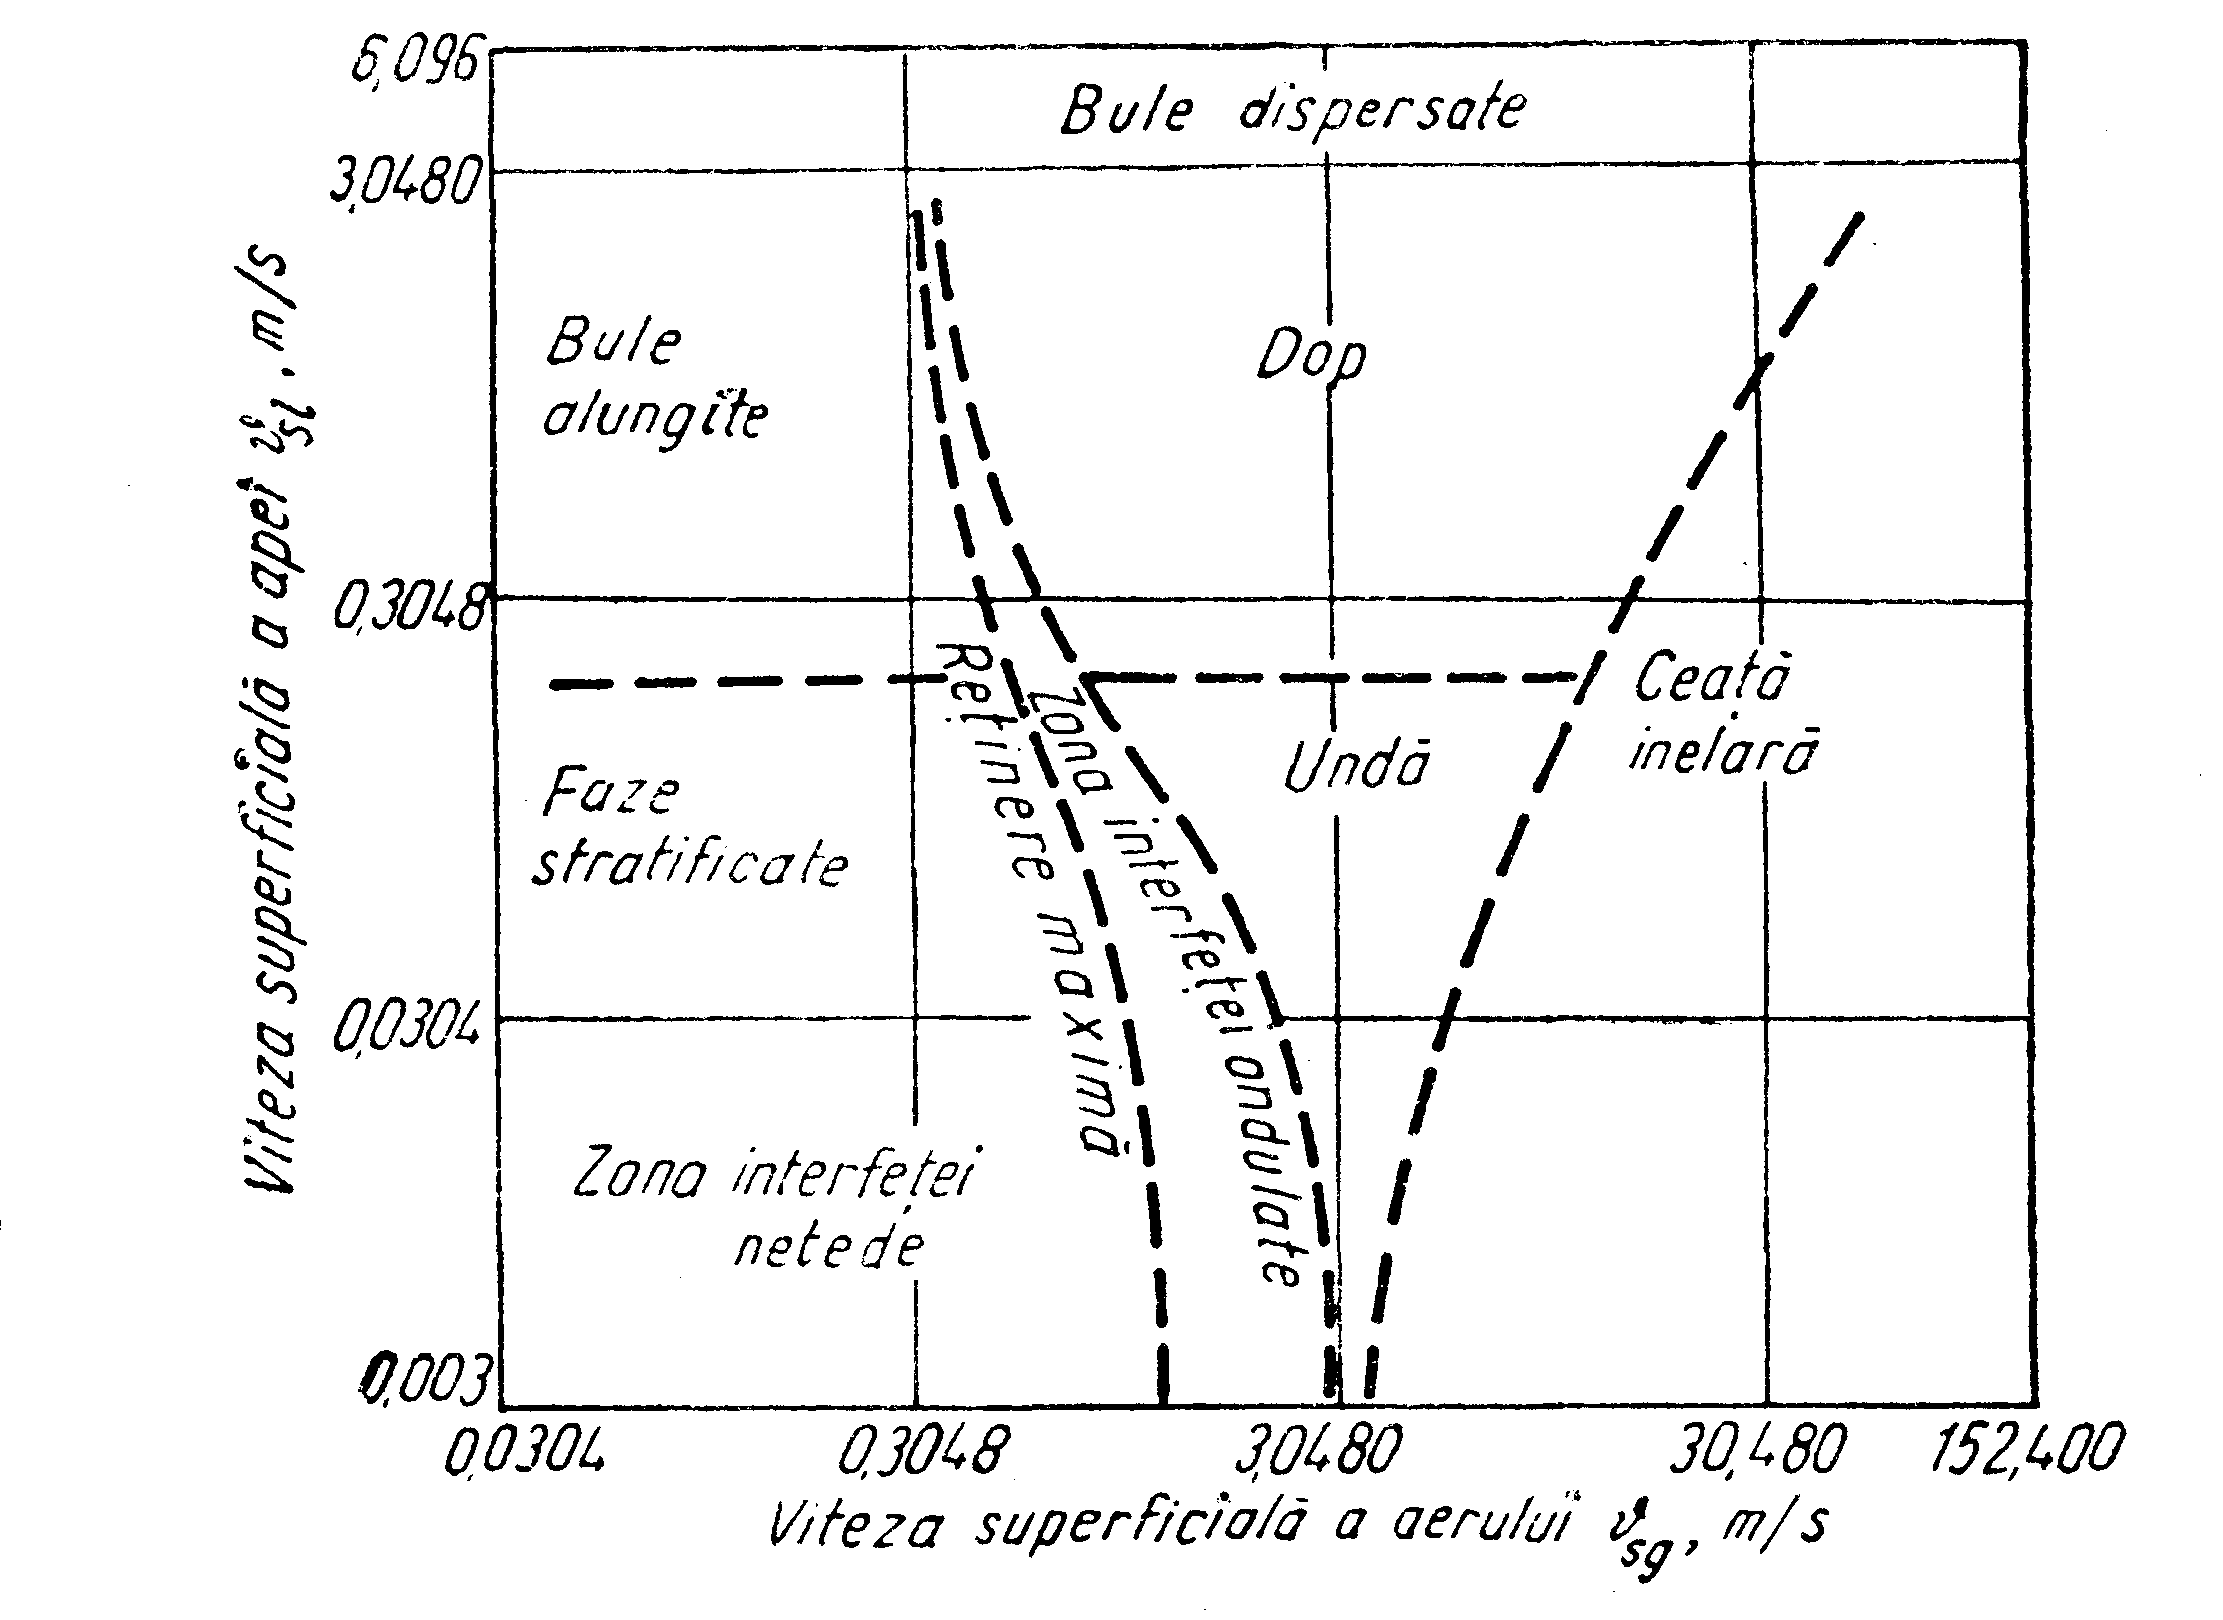 6,096
Bule dispersate
3,0480
Bule
alungite
Dop
0,3048
Reținere maximă
Zona interfeței ondulate
Ceață
inelară
Undă
Faze
stratificate
0,0304
Zona interfeței
netede
0,003
0,0304
0,3048
3,0480
30,480
152,400
Viteza superficială a aerului vsg, m/s
Viteza superficială a apei vsl, m/s